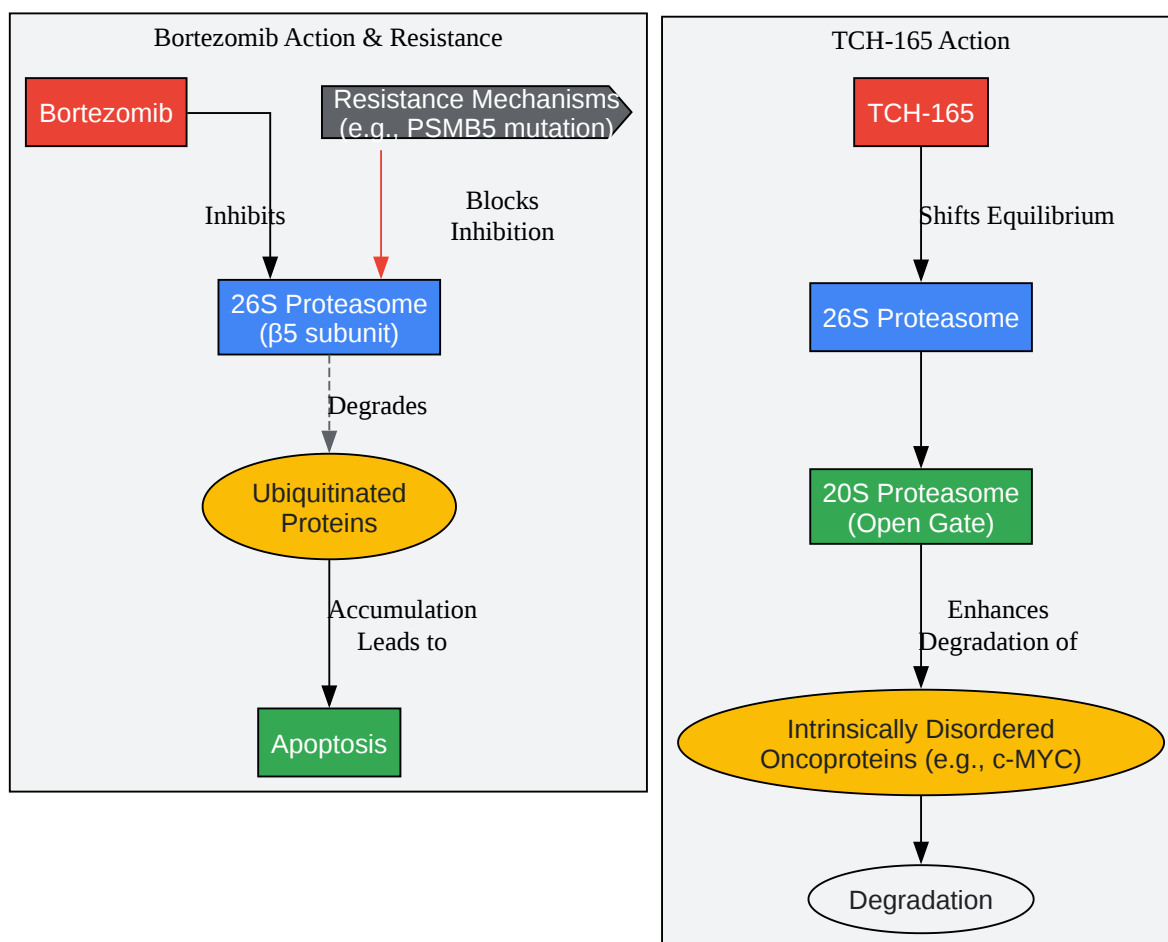 Bortezomib Action & Resistance
Bortezomib
Resistance Mechanisms
(e.g., PSMB5 mutation)
Inhibits
Blocks
Inhibition
26S Proteasome
(β5 subunit)
Degrades
Ubiquitinated
Proteins
Accumulation
Leads to
Apoptosis
TCH-165 Action
TCH-165
Shifts Equilibrium
26S Proteasome
20S Proteasome
(Open Gate)
Enhances
Degradation of
Intrinsically Disordered
Oncoproteins (e.g., c-MYC)
Degradation